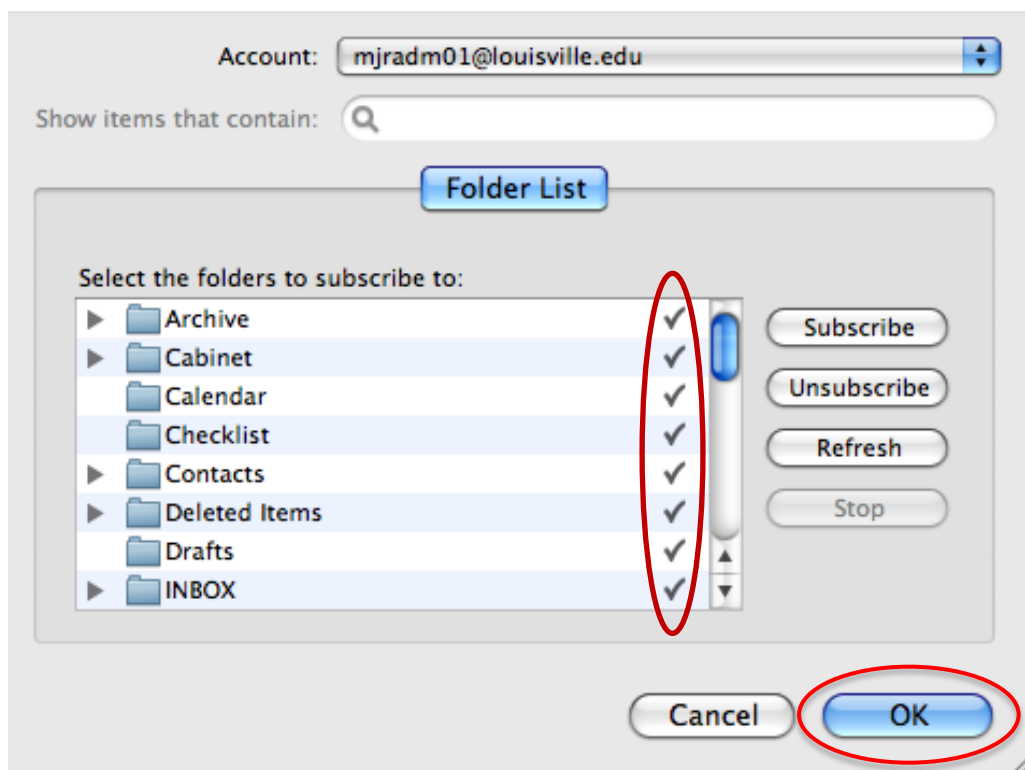 Account: mjradm01@louisville.edu
Show items that contain:
Folder List
Select the folders to subscribe to:
Archive
Cabinet
Calendar
Checklist
Contacts
Deleted Items
Drafts
INBOX
Subscribe
Unsubscribe
Refresh
Stop
Cancel
OK